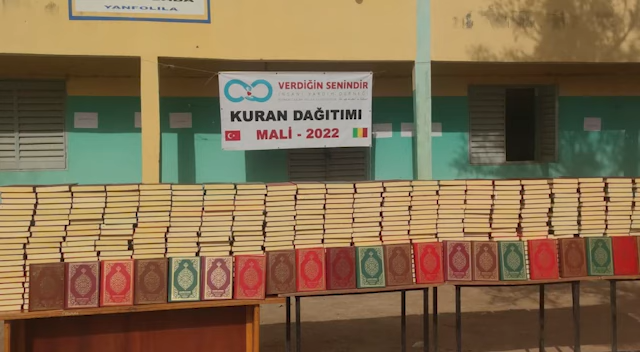 YANFOLILA
VERDİĞİN SENİNDİR
KURAN DAĞITIMI
MALİ - 2022